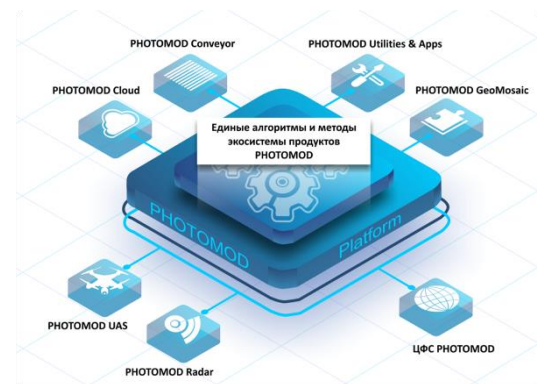 PHOTOMOD Conveyor
PHOTOMOD Utilities & Apps
PHOTOMOD Cloud
PHOTOMOD GeoMosaic
Единые алгоритмы и методы
экосистемы продуктов
PHOTOMOD
PHOTOMOD
Platform
PHOTOMOD UAS
ЦФС PHOTOMOD
PHOTOMOD Radar